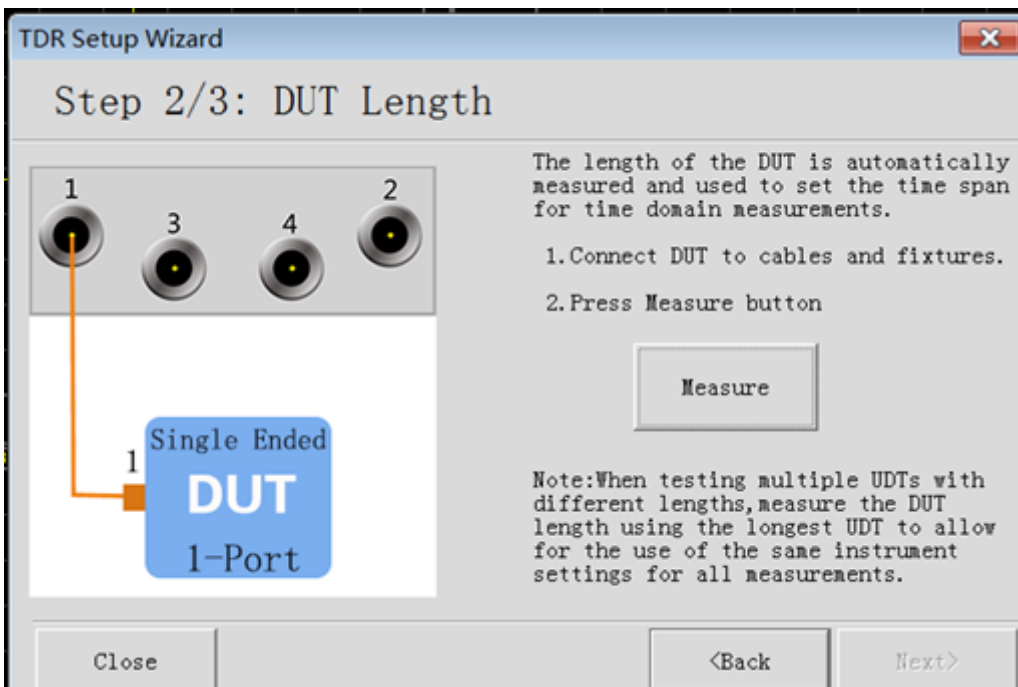 TDR Setup Wizard
Step 2/3: DUT Length
1
2
3
4
Single Ended
1
DUT
1-Port
The length of the DUT is automatically
measured and used to set the time span
for time domain measurements.
1.Connect DUT to cables and fixtures.
2.Press Measure button
Measure
Note:When testing multiple UDTs with
different lengths,measure the DUT
length using the longest UDT to allow
for the use of the same instrument
settings for all measurements.
Close
<Back
Next>